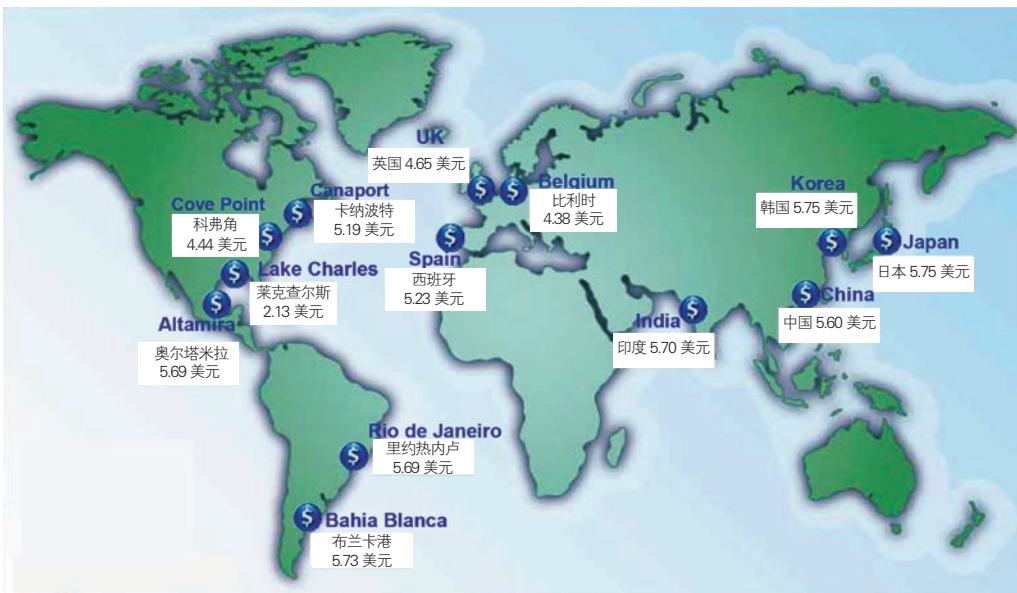 UK
英国 4.65 美元
Belgium
比利时
4.38 美元
Canaport
卡纳波特
5.19 美元
Cove Point
科弗角
4.44 美元
Korea
韩国 5.75 美元
Japan
日本 5.75 美元
Spain
西班牙
5.23 美元
Lake Charles
莱克查尔斯
2.13 美元
China
中国 5.60 美元
India
印度 5.70 美元
Altamira
奥尔塔米拉
5.69 美元
Rio de Janeiro
里约热内卢
5.69 美元
Bahia Blanca
布兰卡港
5.73 美元